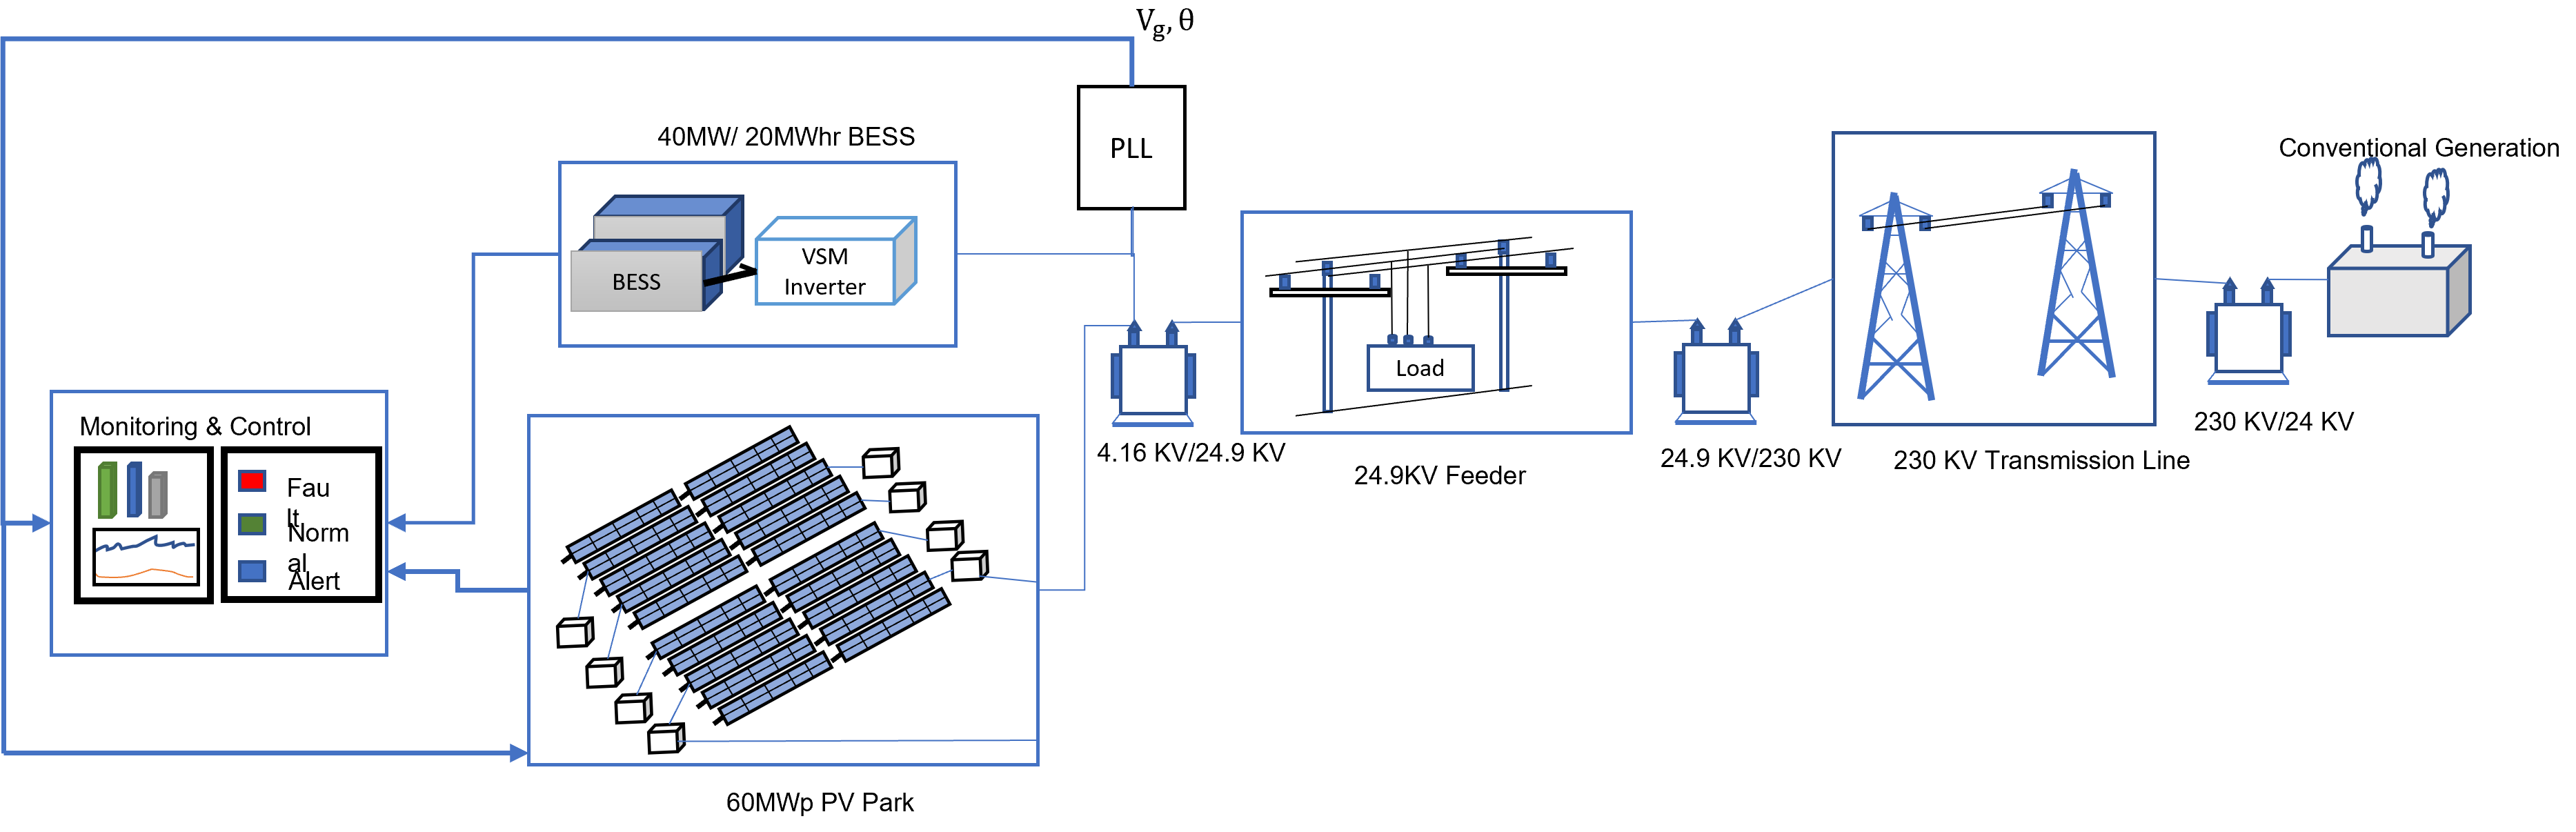 Vg, θ
PLL
40MW/ 20MWhr BESS
BESS
VSM
Inverter
Conventional Generation
Load
Monitoring & Control
Fau
lt
Norm
al
Alert
4.16 KV/24.9 KV
24.9KV Feeder
24.9 KV/230 KV
230 KV Transmission Line
230 KV/24 KV
60MWp PV Park